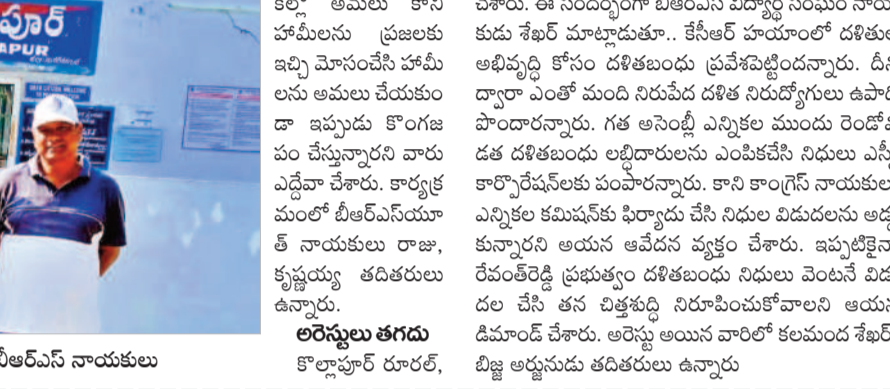 పూర్
APUR
బీఆర్ఎస్ నాయకులు
కల్లా అమలు కాని
హామీలను ప్రజలకు
ఇచ్చి మోసంచేసి హామీ
లను అమలు చేయకుం
డా ఇప్పుడు కొంగజ
పం చేస్తున్నారని వారు
ఎద్దేవా చేశారు. కార్యక్ర
మంలో బీఆర్ఎస్‌యూ
త్ నాయకులు రాజు,
కృష్ణయ్య తదితరులు
ఉన్నారు.
అరెస్టులు తగదు
కొల్లాపూర్ రూరల్,
చేశారు. ఈ సందర్భంగా బీఆర్ఎస్ విద్యార్థి సంఘం నాయ
కుడు శేఖర్ మాట్లాడుతూ.. కేసీఆర్ హయాంలో దళితుల
అభివృద్ధి కోసం దళితబంధు ప్రవేశపెట్టిందన్నారు. దీని
ద్వారా ఎంతో మంది నిరుపేద దళిత నిరుద్యోగులు ఉపాధి
పొందారన్నారు. గత అసెంబ్లీ ఎన్నికల ముందు రెండో
డత దళితబంధు లబ్ధిదారులను ఎంపికచేసి నిధులు ఎస్సీ
కార్పొరేషన్‌లకు పంపారన్నారు. కాని కాంగ్రెస్ నాయకులు
ఎన్నికల కమిషన్‌కు ఫిర్యాదు చేసి నిధుల విడుదలను అడ్డ
కున్నారని అయన ఆవేదన వ్యక్తం చేశారు. ఇప్పటికైనా
రేవంత్‌రెడ్డి ప్రభుత్వం దళితబంధు నిధులు వెంటనే విడు
దల చేసి తన చిత్తశుద్ధి నిరూపించుకోవాలని ఆయన
డిమాండ్ చేశారు. అరెస్టు అయిన వారిలో కలమంద శేఖర్
బిజ్జ అర్జునుడు తదితరులు ఉన్నారు